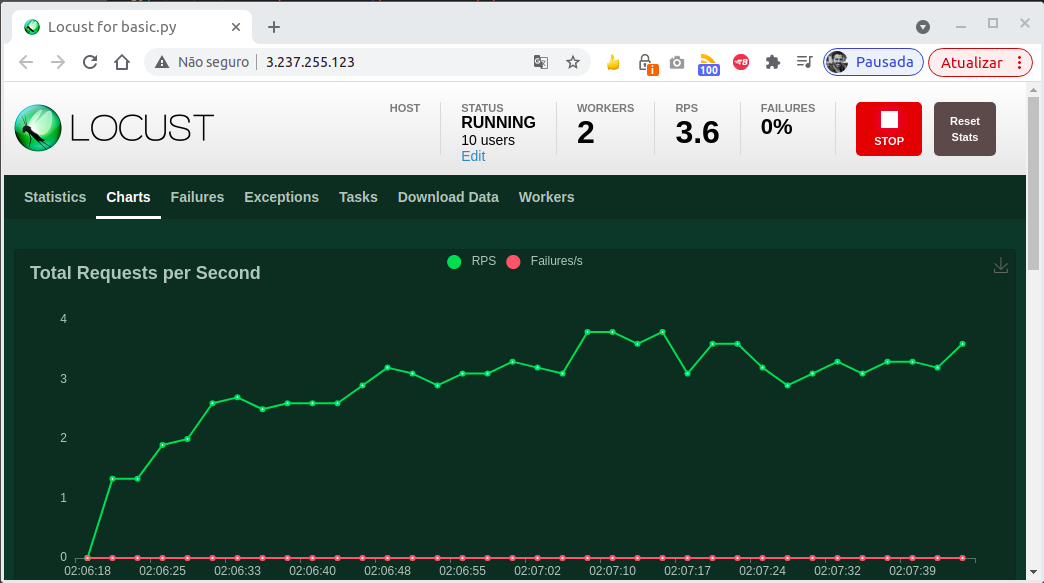 Locust for basic.py
Não seguro
3.237.255.123
i
100
B
Pausada
Atualizar
LOCUST
HOST
STATUS
RUNNING
10 users
Edit
WORKERS
2
RPS
3.6
FAILURES
0%
STOP
Reset
Stats
Statistics Charts Failures Exceptions Tasks Download Data Workers
Total Requests per Second
RPS Failures/s
4
3
2
1
0
02:06:18 02:06:25 02:06:33 02:06:40 02:06:48 02:06:55 02:07:02 02:07:10 02:07:17 02:07:24 02:07:32 02:07:39